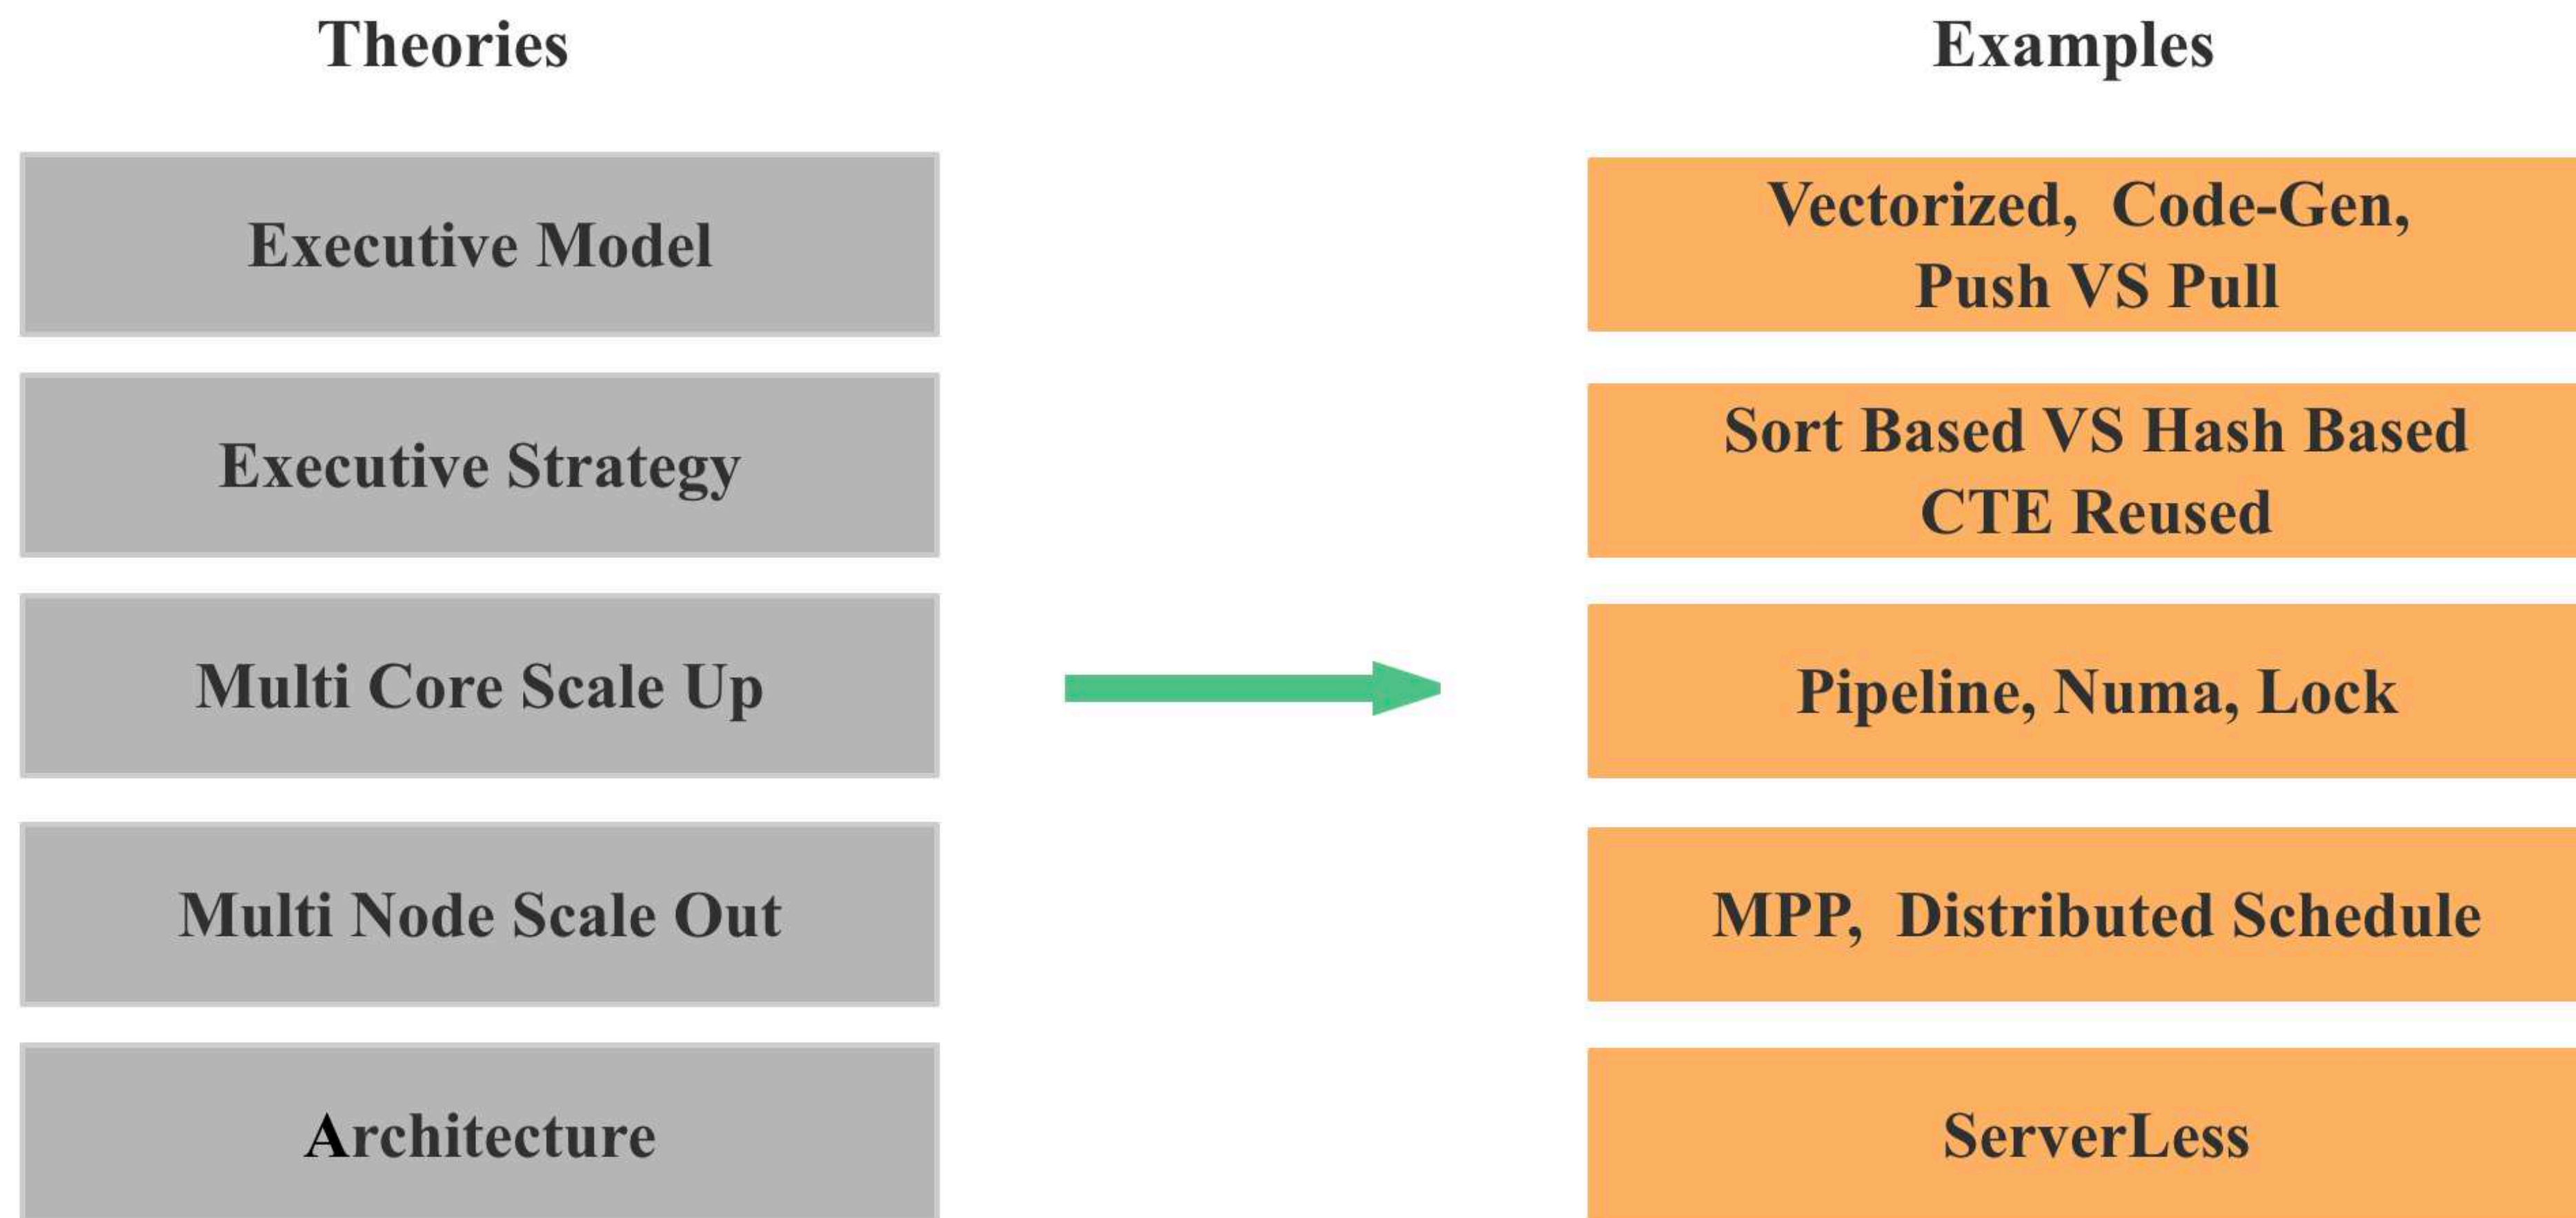 Theories
Examples
Executive Model
Vectorized, Code-Gen,
Push VS Pull
Executive Strategy
Sort Based VS Hash Based
CTE Reused
Multi Core Scale Up
Pipeline, Numa, Lock
Multi Node Scale Out
MPP, Distributed Schedule
Architecture
ServerLess